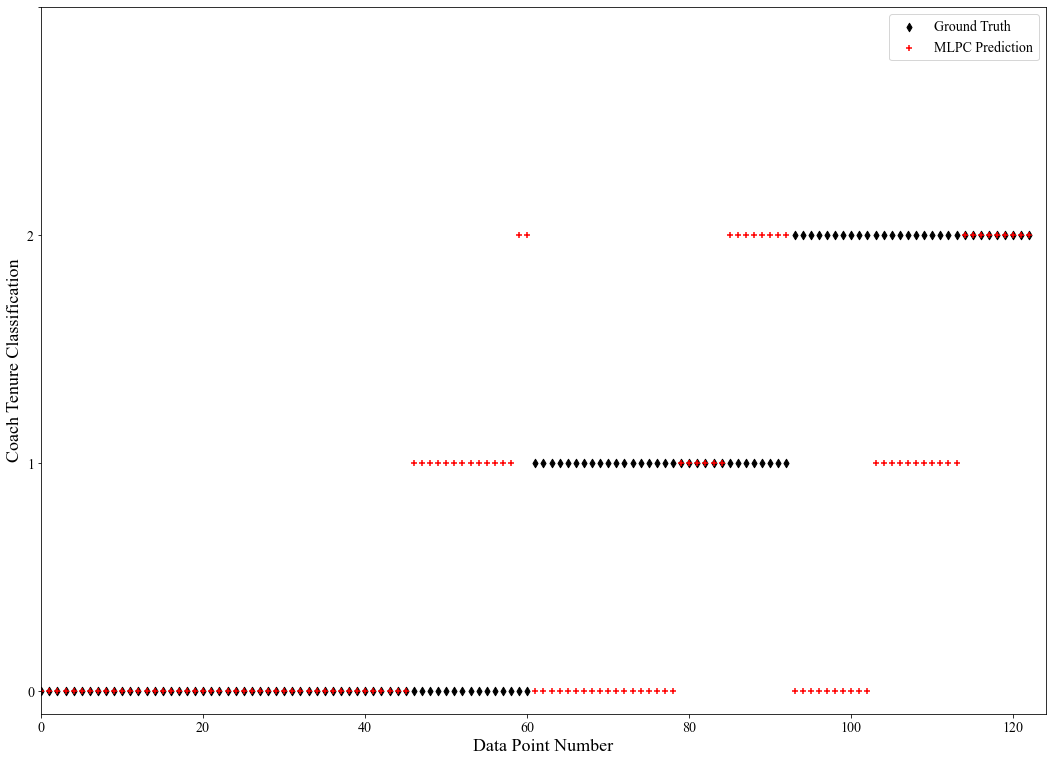 Ground Truth
MLPC Prediction
2
1
0
Coach Tenure Classification
0 20 40 60 80 100 120
Data Point Number